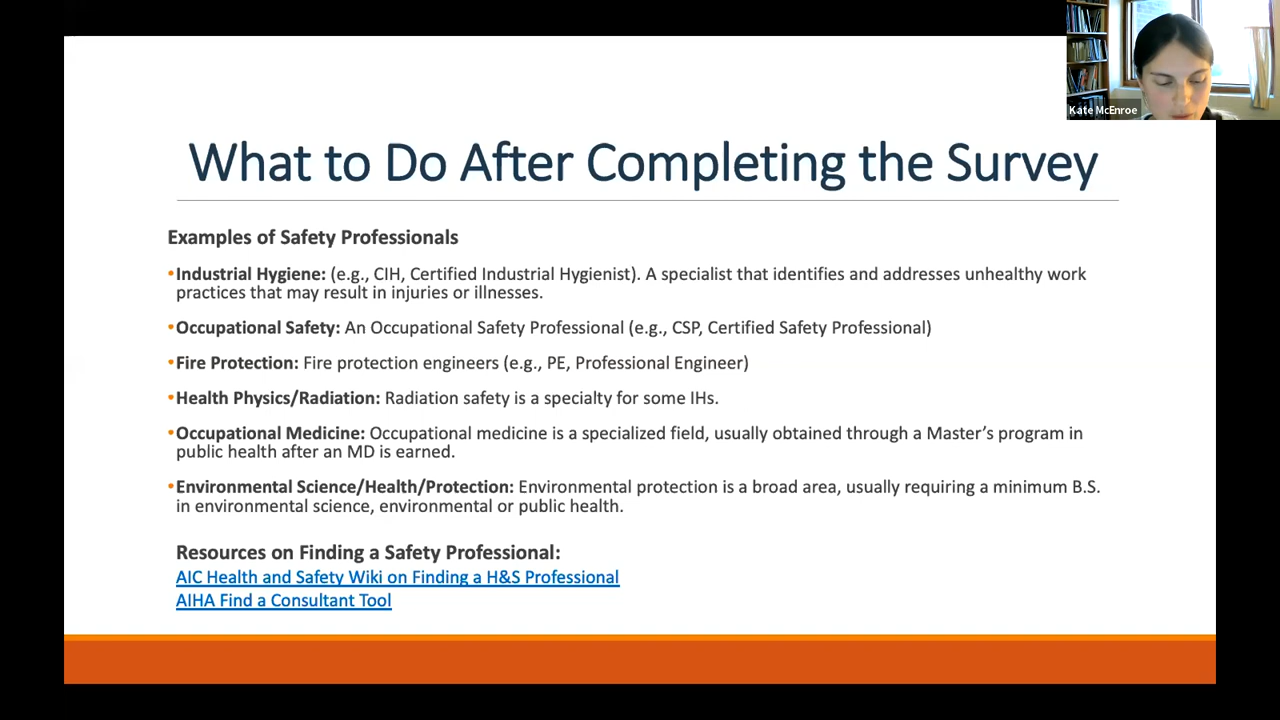 Kate McEnroe
What to Do After Completing the Survey
Examples of Safety Professionals
•Industrial Hygiene: (e.g., CIH, Certified Industrial Hygienist). A specialist that identifies and addresses unhealthy work
practices that may result in injuries or illnesses.
•Occupational Safety: An Occupational Safety Professional (e.g., CSP, Certified Safety Professional)
•Fire Protection: Fire protection engineers (e.g., PE, Professional Engineer)
•Health Physics/Radiation: Radiation safety is a specialty for some IHs.
•Occupational Medicine: Occupational medicine is a specialized field, usually obtained through a Master’s program in
public health after an MD is earned.
•Environmental Science/Health/Protection: Environmental protection is a broad area, usually requiring a minimum B.S.
in environmental science, environmental or public health.
Resources on Finding a Safety Professional:
AIC Health and Safety Wiki on Finding a H&S Professional
AIHA Find a Consultant Tool